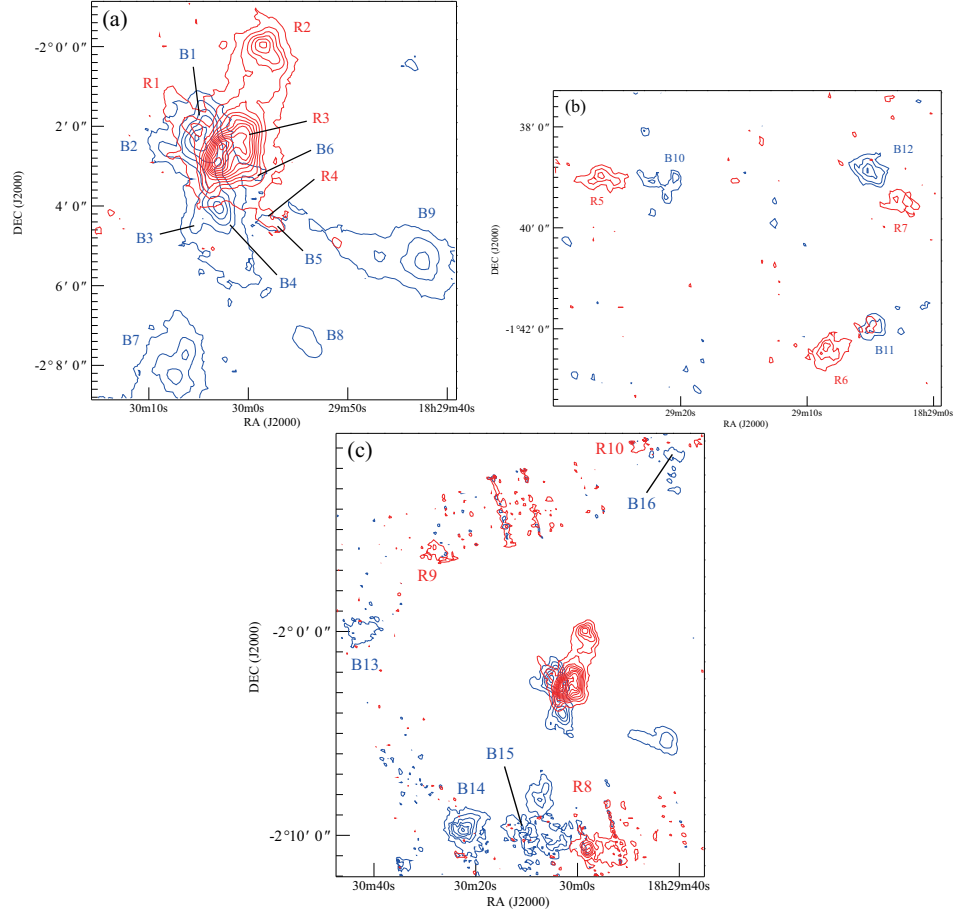 (a)
R2
-2°0′ 0″
B1
R1
R3
2′ 0″
B2
B6
R4
DEC (J2000)
4′ 0″
B9
B3
B5
B4
6′ 0″
B7
B8
-2°8′ 0″
30m10s
30m0s
29m50s
18h29m40s
RA (J2000)
(b)
38′ 0″
B10
B12
R5
R7
DEC (J2000)
40′ 0″
-1°42′ 0″
B11
R6
29m20s
29m10s
18h29m0s
RA (J2000)
(c)
R10
B16
R9
-2° 0′ 0″
B13
DEC (J2000)
B15
B14
R8
-2°10′ 0″
30m40s
30m20s
30m0s
18h29m40s
RA (J2000)